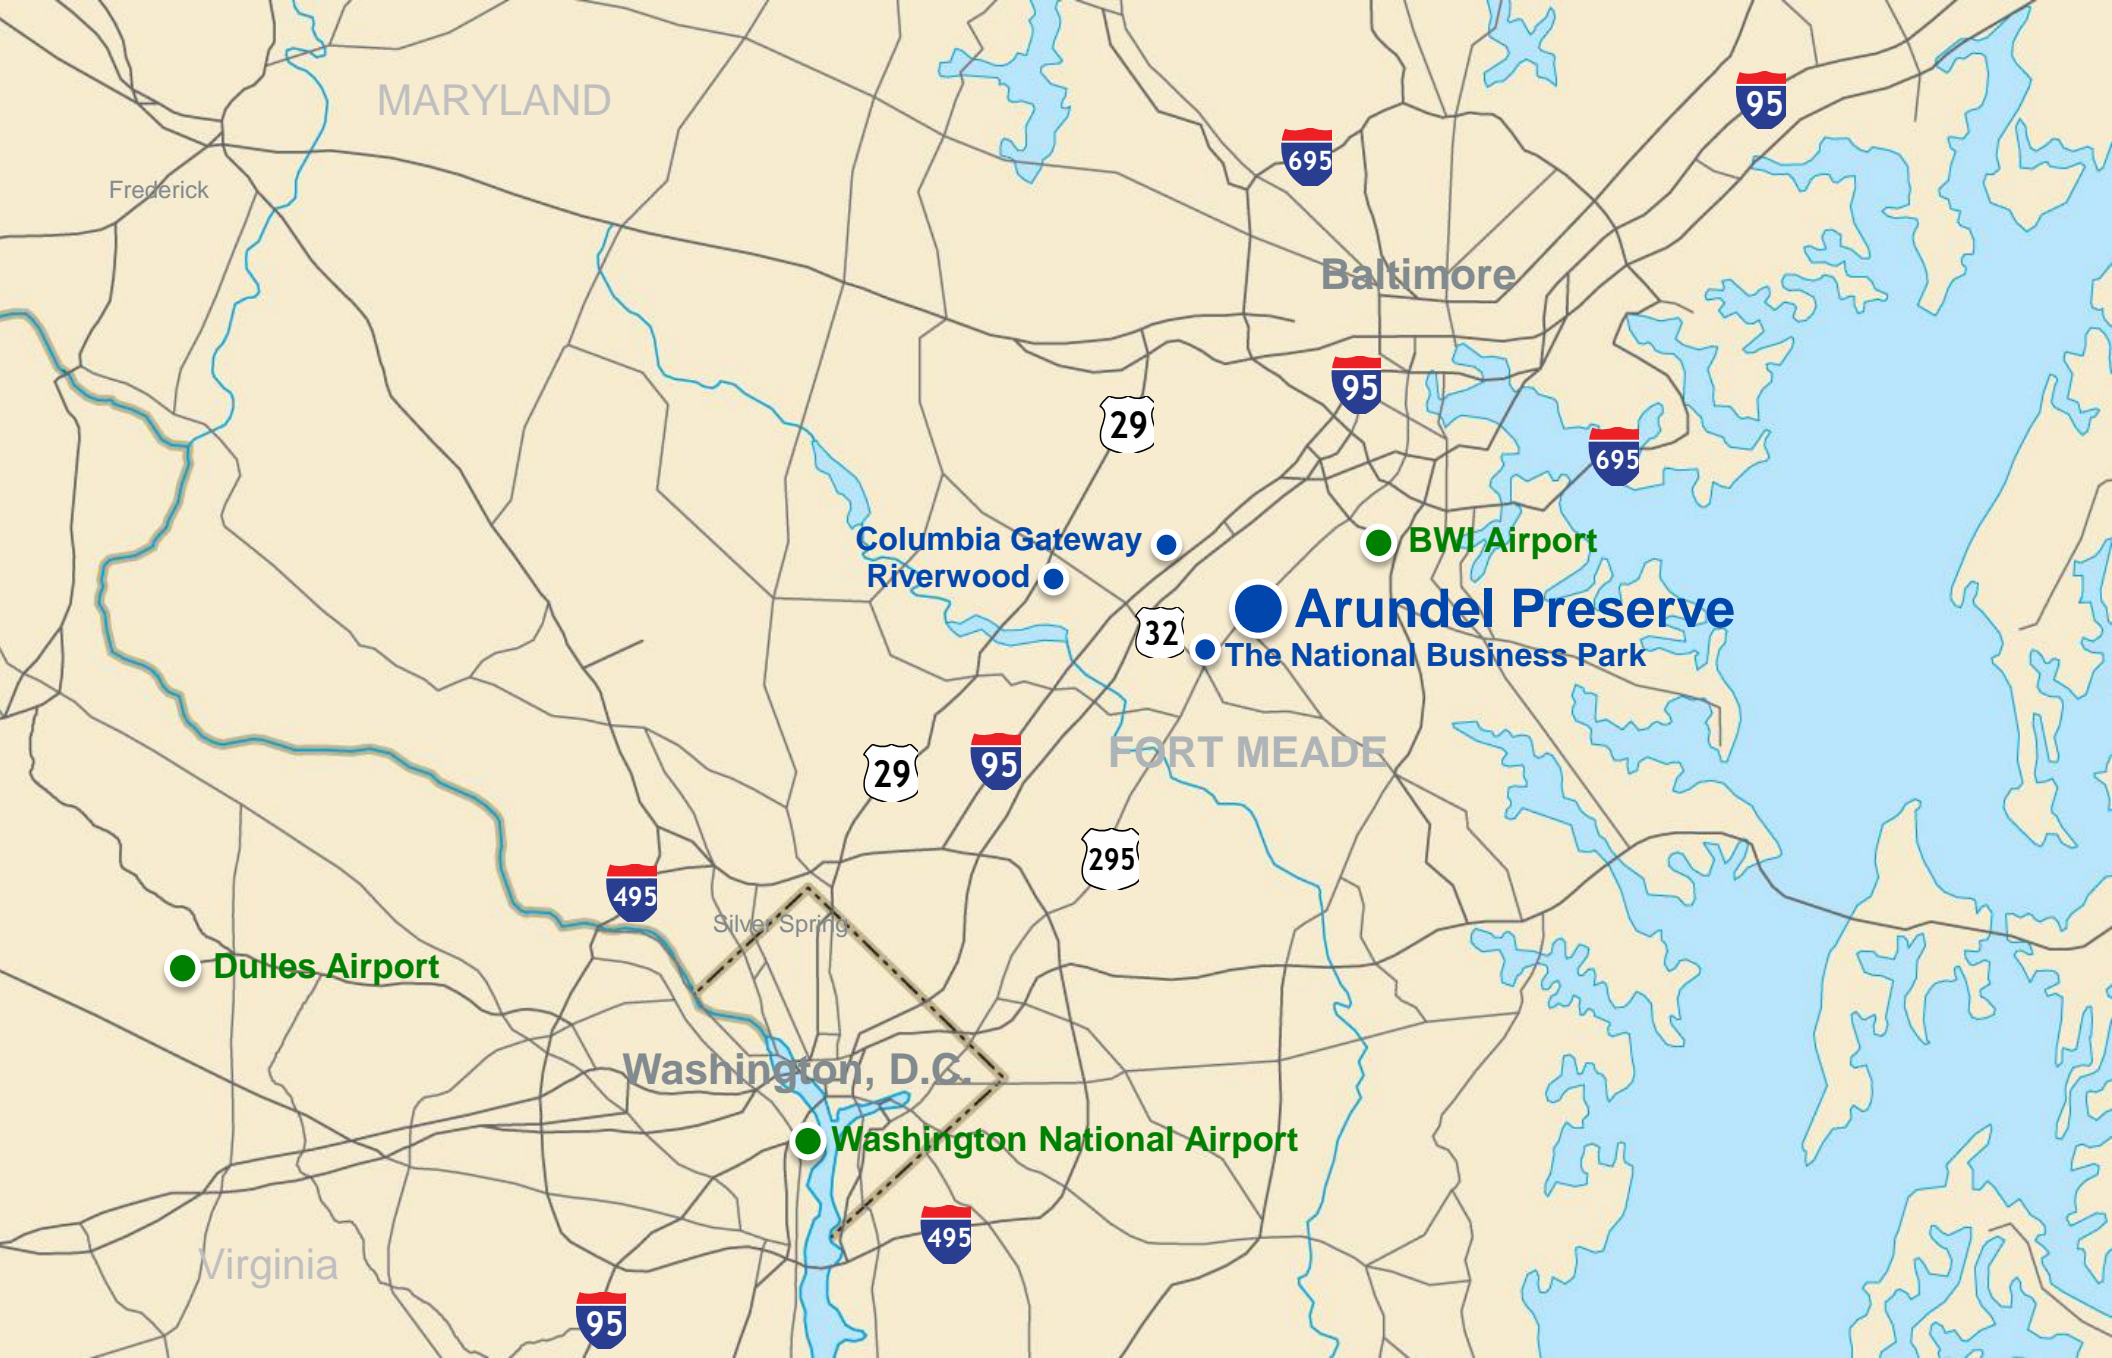 MARYLAND
95
695
Frederick
Baltimore
95
29
695
Columbia Gateway
BWI Airport
Riverwood
Arundel Preserve
32
The National Business Park
FORT MEADE
29
95
295
495
Silver Spring
Dulles Airport
Washington, D.C.
Washington National Airport
495
Virginia
95